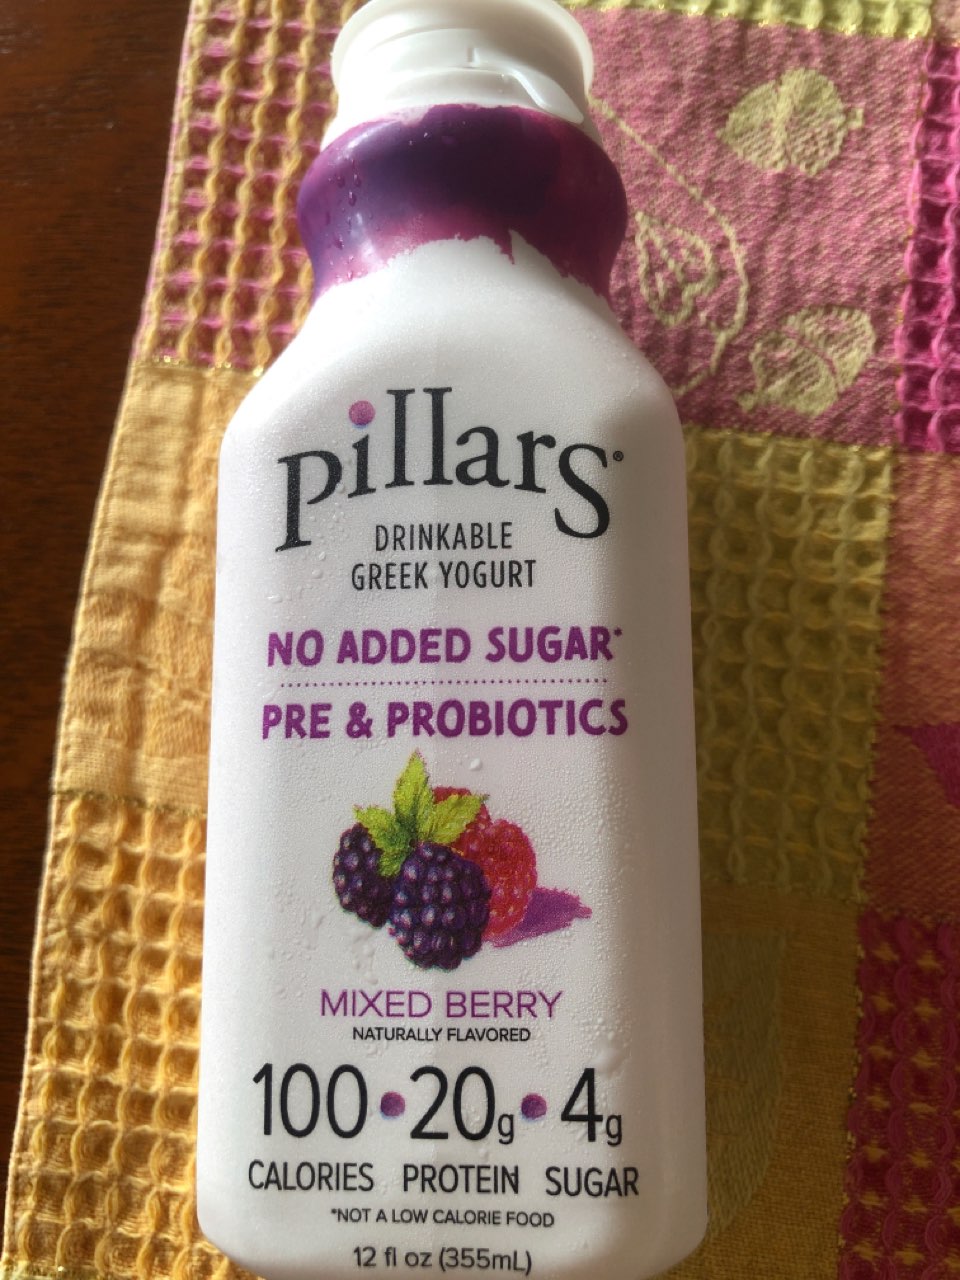 pillars®
DRINKABLE
GREEK YOGURT
NO ADDED SUGAR*
PRE & PROBIOTICS
MIXED BERRY
NATURALLY FLAVORED
100•20g•4g
CALORIES PROTEIN SUGAR
*NOT A LOW CALORIE FOOD
12 fl oz (355mL)